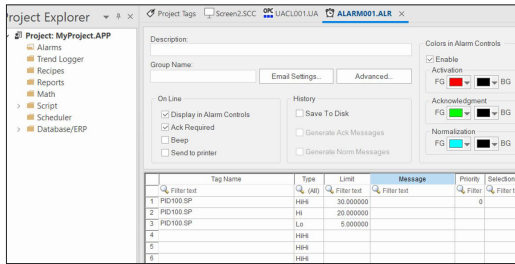 roject Explorer
Project: MyProject.APP
Alarms
Trend Logger
Recipes
Reports
Math
Script
Scheduler
Database/ERP
Project Tags Screen2.SCC OPC UA UACL001.UA ALARM001.ALR ×
Description:
Group Name:
Email Settings... Advanced...
On Line
Display in Alarm Controls
Ack Required
Beep
Send to printer
History
Save To Disk
Generate Ack Messages
Generate Norm Messages
Colors in Alarm Controls
Enable
Activation
FG BG
Acknowledgment
FG BG
Normalization
FG BG
Tag Name Type Limit Message Priority Selection
Filter text (All) Filter text Filter text Filter Filter t
1 PID100.SP HiHi 30.000000 0
2 PID100.SP Hi 20.000000
3 PID100.SP Lo 5.000000
4 HiHi
5 HiHi
6 HiHi